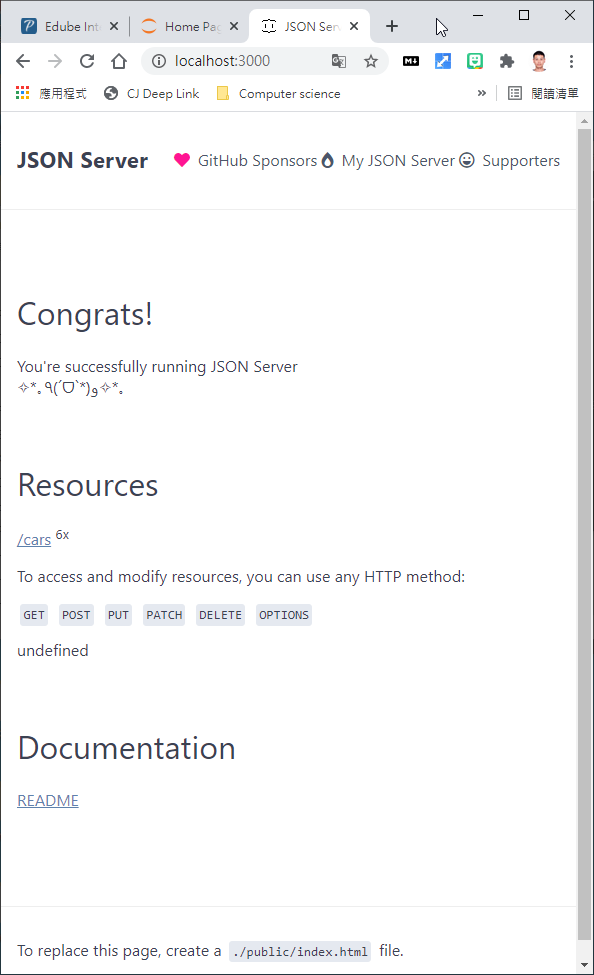 Edube Int
Home Pag
JSON Serv
localhost:3000
應用程式
CJ Deep Link
Computer science
»
閱讀清單
JSON Server
GitHub Sponsors
My JSON Server
Supporters
Congrats!
You're successfully running JSON Server
✧*｡٩(ˊᗜˋ*)و✧*｡
Resources
/cars 6x
To access and modify resources, you can use any HTTP method:
GET POST PUT PATCH DELETE OPTIONS
undefined
Documentation
README
To replace this page, create a ./public/index.html file.